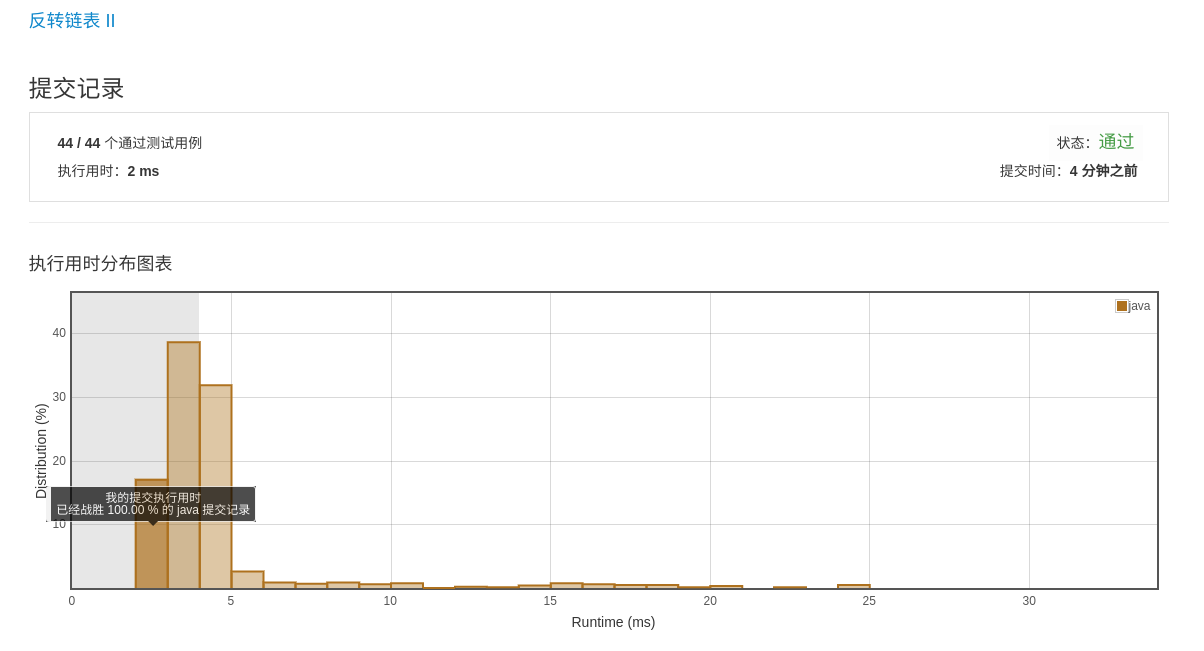 反转链表 II
提交记录
44 / 44 个通过测试用例
状态：通过
执行用时：2 ms
提交时间：4 分钟之前
执行用时分布图表
java
40
30
20
10
Distribution (%)
我的提交执行用时
已经战胜 100.00 % 的 java 提交记录
0 5 10 15 20 25 30
Runtime (ms)